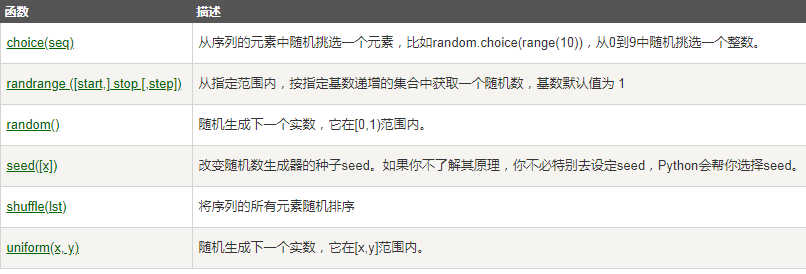 函数 描述
choice(seq) 从序列的元素中随机挑选一个元素，比如random.choice(range(10))，从0到9中随机挑选一个整数。
randrange ([start,] stop [,step]) 从指定范围内，按指定基数递增的集合中获取一个随机数，基数默认值为 1
random() 随机生成下一个实数，它在[0,1)范围内。
seed([x]) 改变随机数生成器的种子seed。如果你不了解其原理，你不必特别去设定seed，Python会帮你选择seed。
shuffle(lst) 将序列的所有元素随机排序
uniform(x, y) 随机生成下一个实数，它在[x,y]范围内。